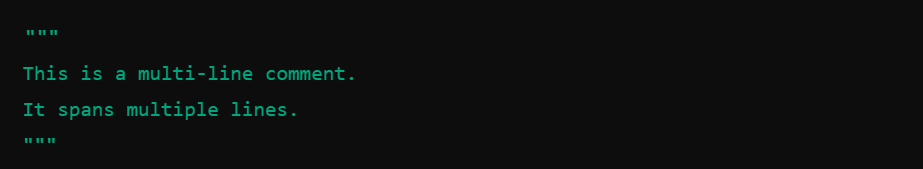 """
This is a multi-line comment.
It spans multiple lines.
"""